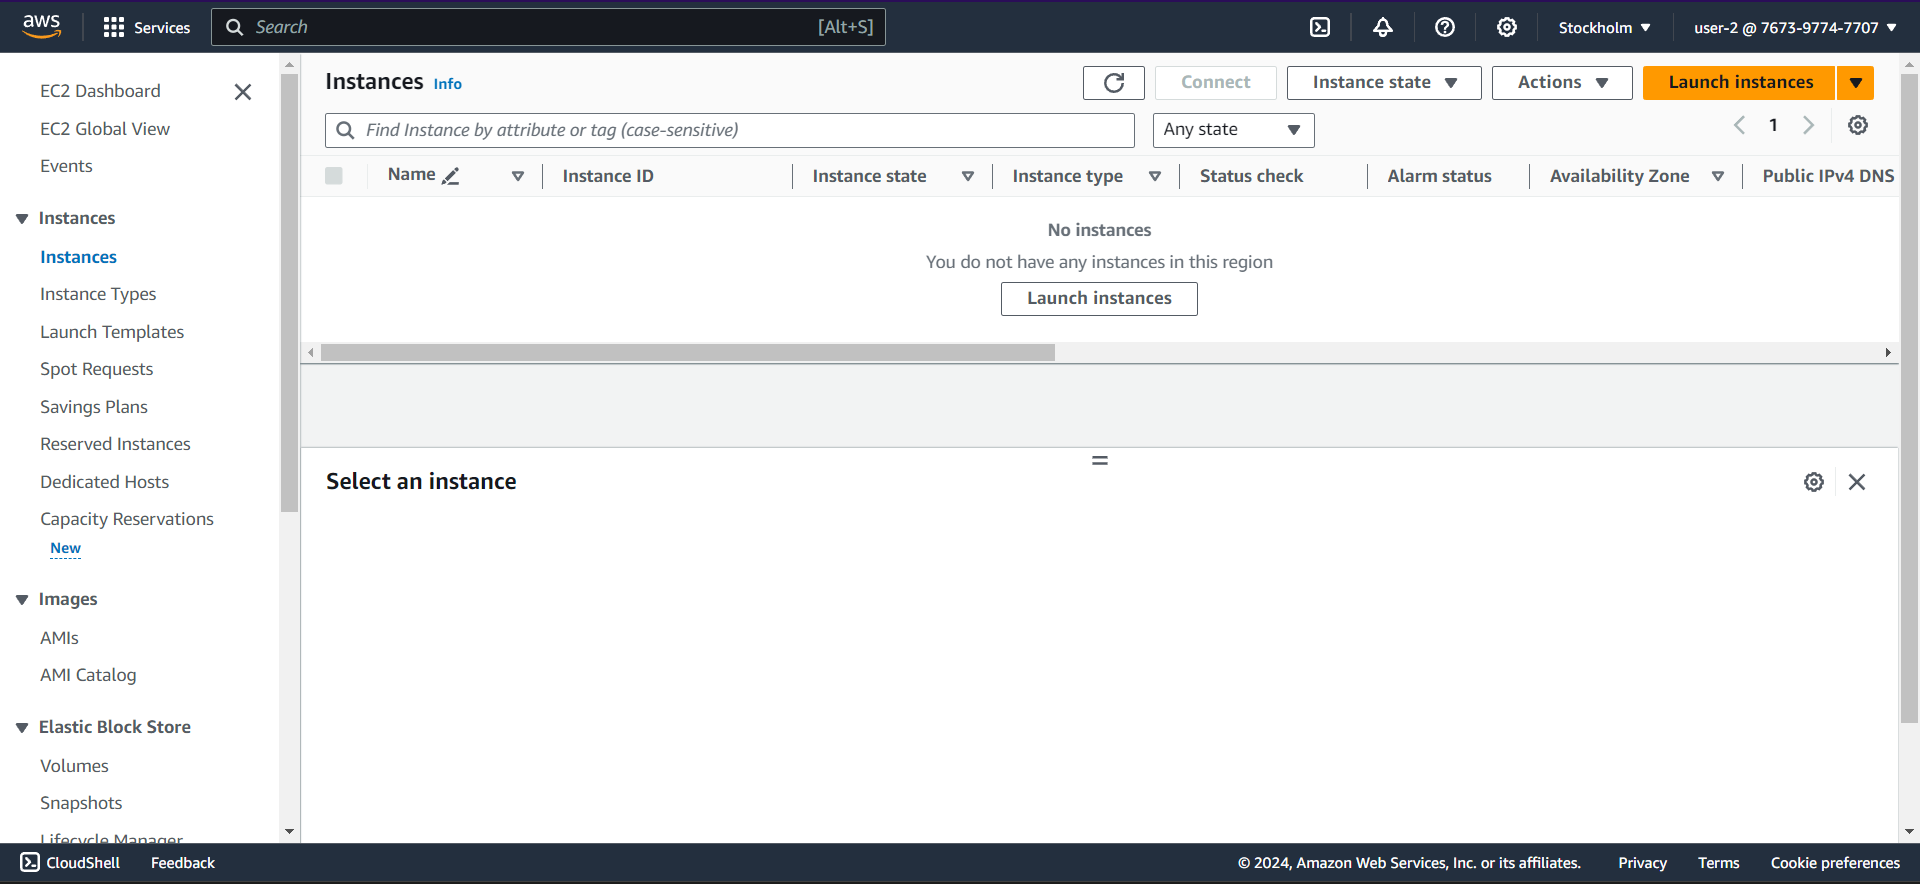 aws Services Search [Alt+S] Stockholm user-2 @ 7673-9774-7707
EC2 Dashboard
EC2 Global View
Events
Instances
Instances
Instance Types
Launch Templates
Spot Requests
Savings Plans
Reserved Instances
Dedicated Hosts
Capacity Reservations
New
Images
AMIs
AMI Catalog
Elastic Block Store
Volumes
Snapshots
Lifecycle Manager
Instances Info Connect Instance state Actions Launch instances
Find Instance by attribute or tag (case-sensitive) Any state 1
Name Instance ID Instance state Instance type Status check Alarm status Availability Zone Public IPv4 DNS
No instances
You do not have any instances in this region
Launch instances
Select an instance
CloudShell Feedback © 2024, Amazon Web Services, Inc. or its affiliates. Privacy Terms Cookie preferences